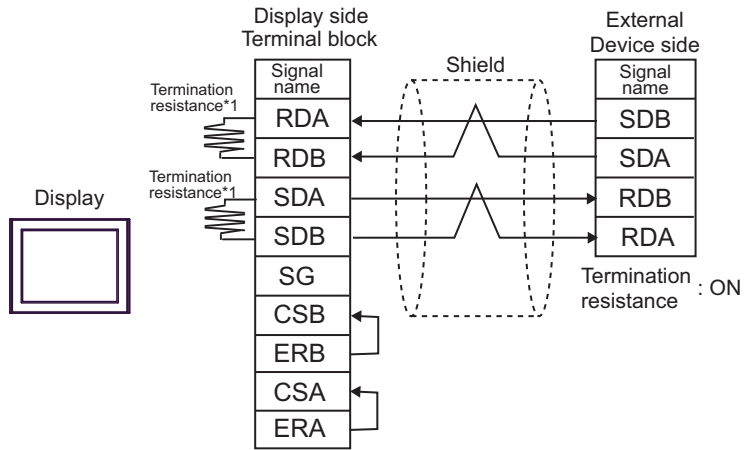 Display side
Terminal block
External
Device side
Shield
Signal
name
Signal
name
Termination
resistance*1
RDA
SDB
RDB
SDA
Termination
resistance*1
SDA
RDB
Display
SDB
RDA
SG
Termination
resistance : ON
CSB
ERB
CSA
ERA